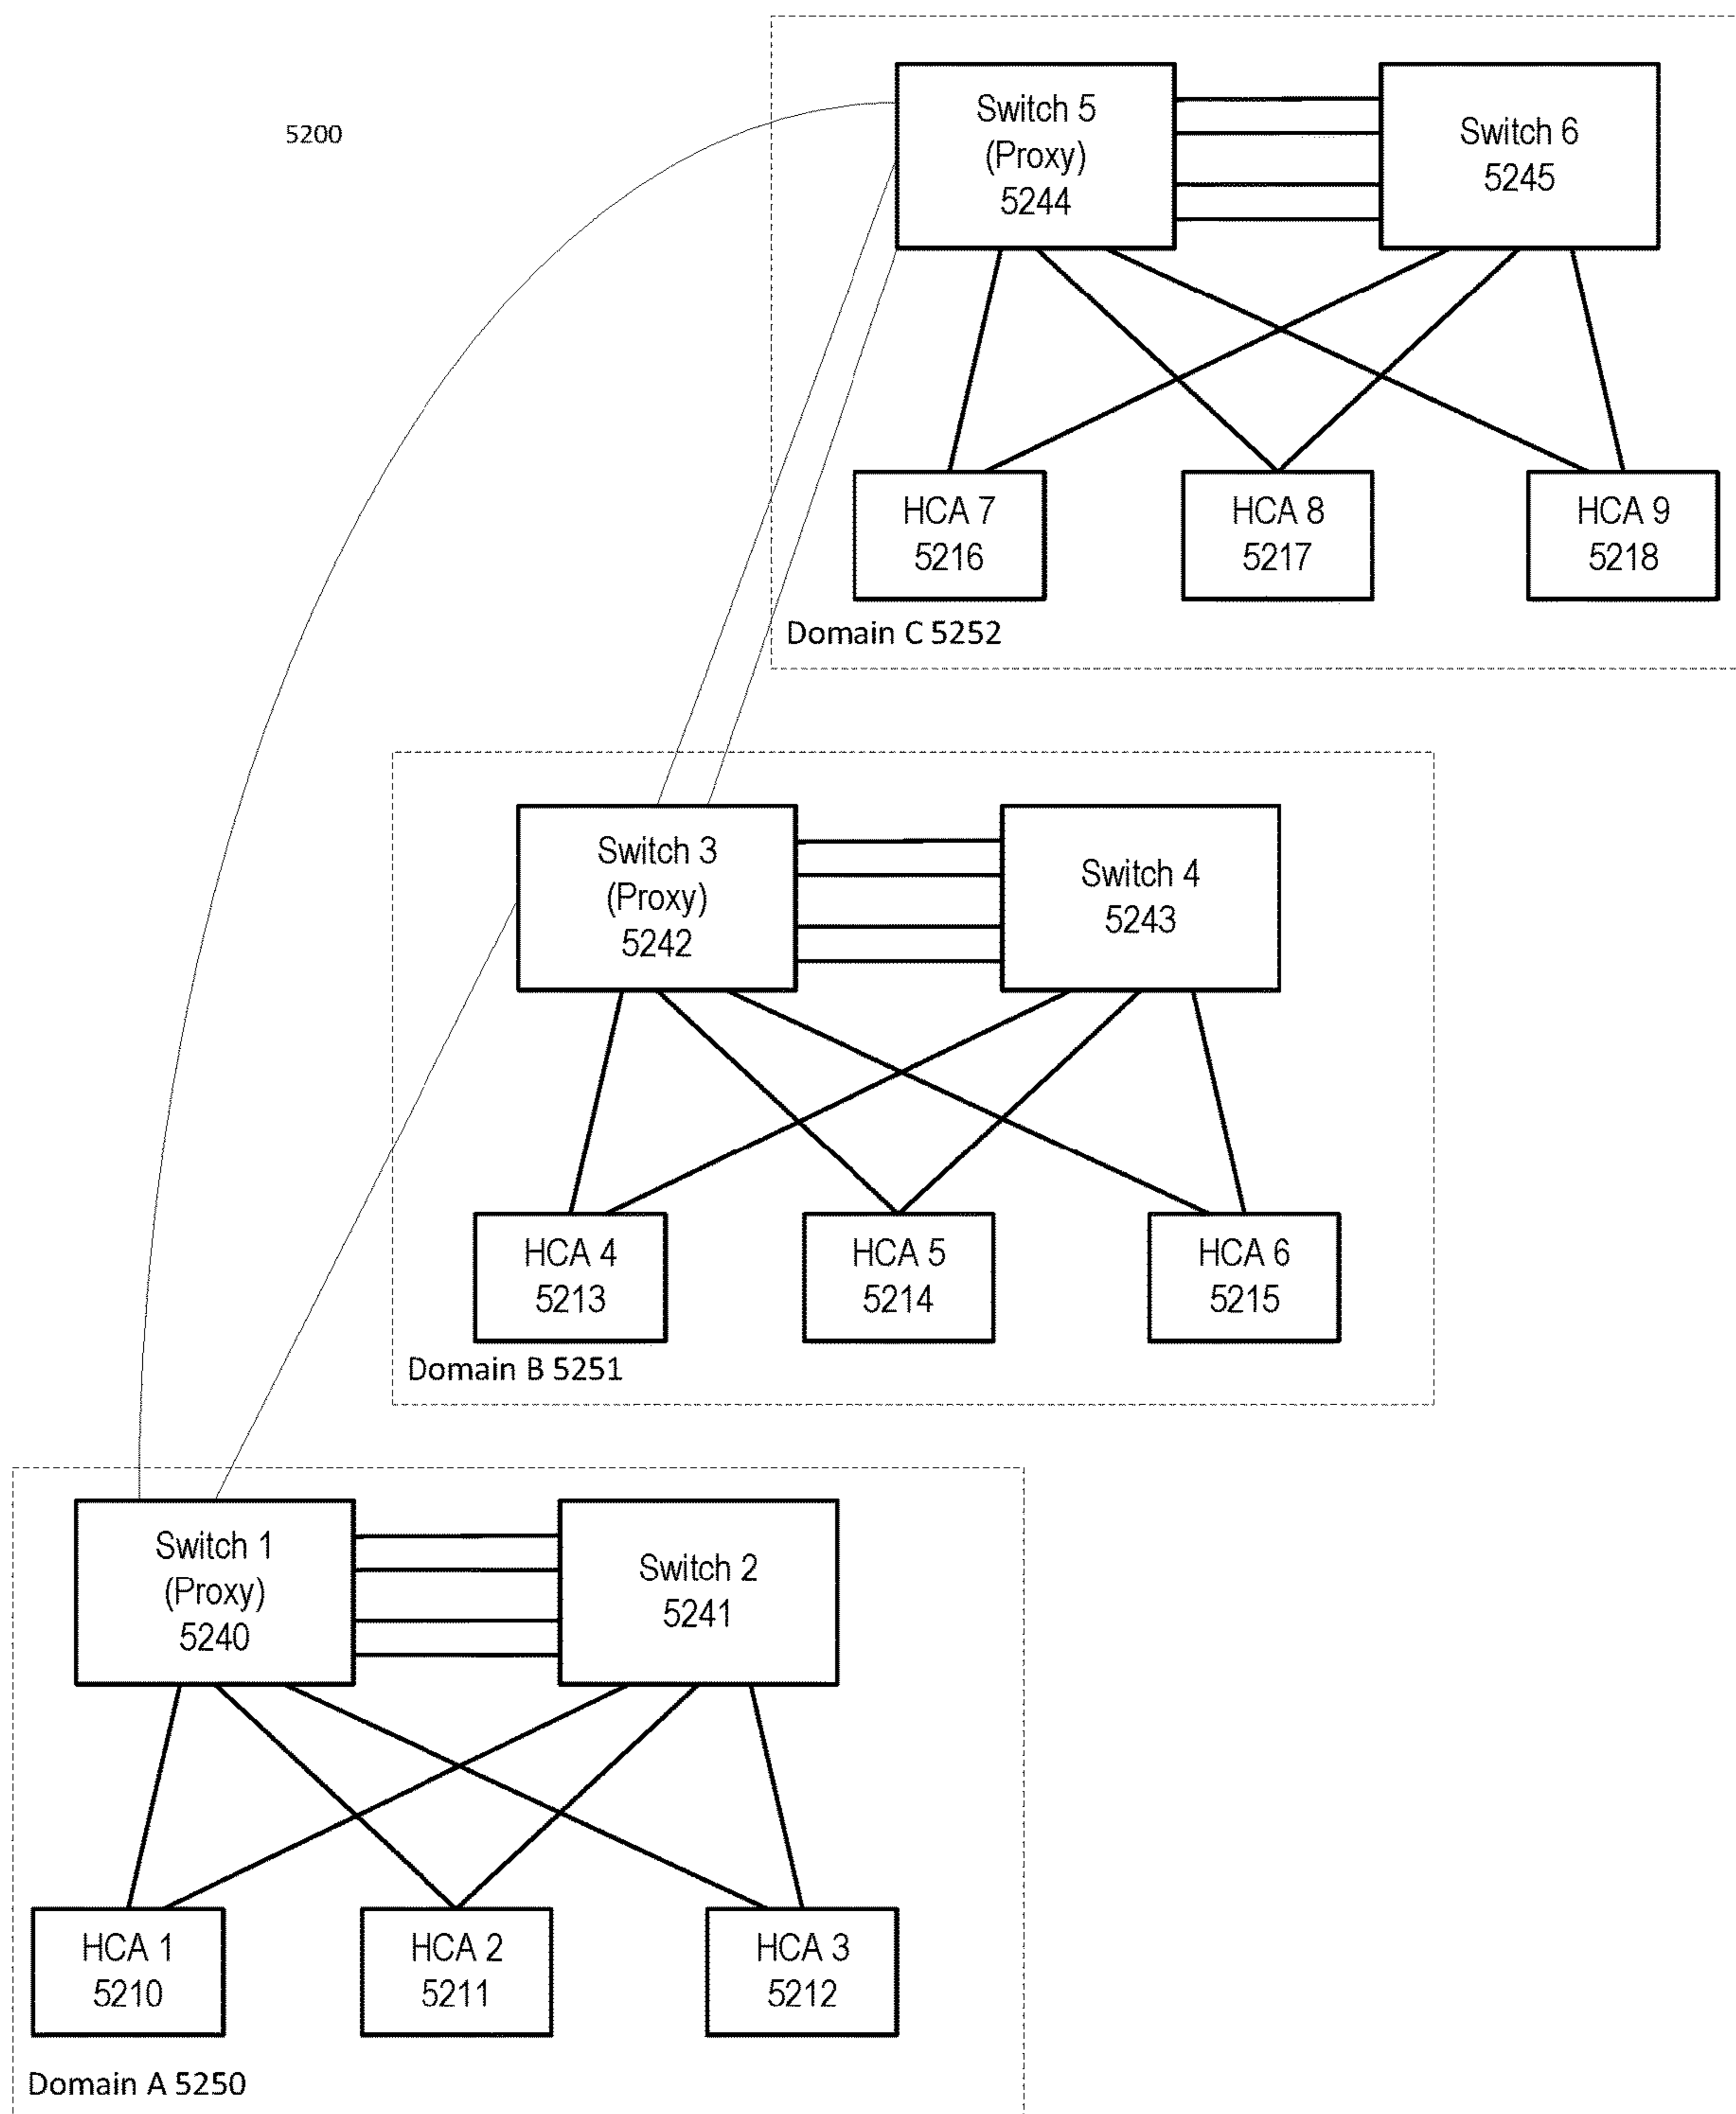 5200
Switch 5
(Proxy)
5244
Switch 6
5245
HCA 7
5216
HCA 8
5217
HCA 9
5218
Domain C 5252
Switch 3
(Proxy)
5242
Switch 4
5243
HCA 4
5213
HCA 5
5214
HCA 6
5215
Domain B 5251
Switch 1
(Proxy)
5240
Switch 2
5241
HCA 1
5210
HCA 2
5211
HCA 3
5212
Domain A 5250